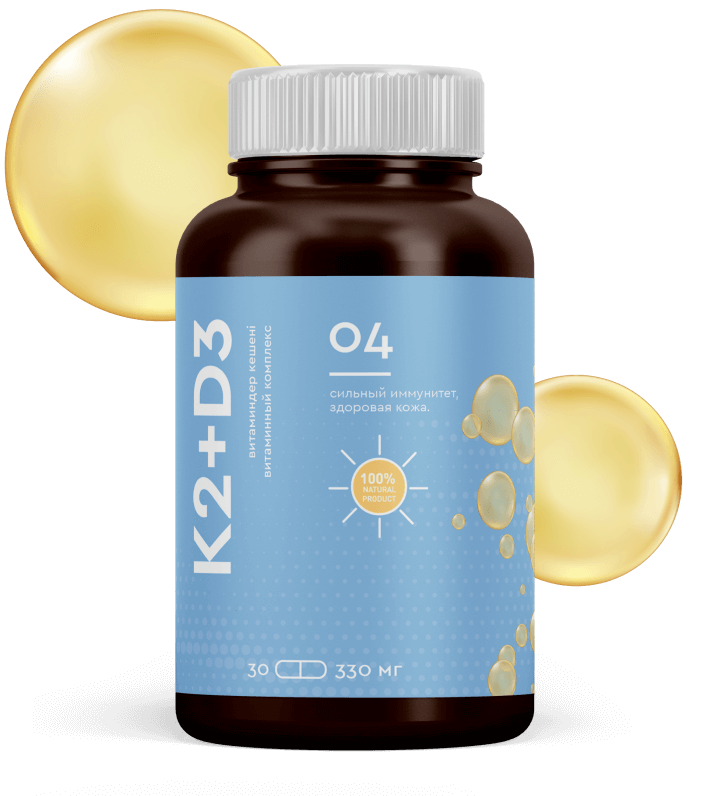 K2+D3
витаминдер кешені
витаминный комплекс
04
сильный иммунитет,
здоровая кожа.
100%
NATURAL
PRODUCT
30 330 мг